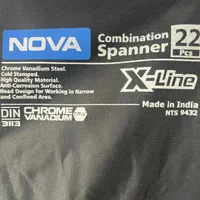 NOVA
Combination
Spanner
22
Pcs
Chrome Vanadium Steel.
Cold Stamped.
High Quality Material.
Anti-Corrosion Surface.
Head Design for Working in Narrow
and Confined Area.
X-Line
Made in India
NTS 9432
DIN
3113
CHROME
VANADIUM